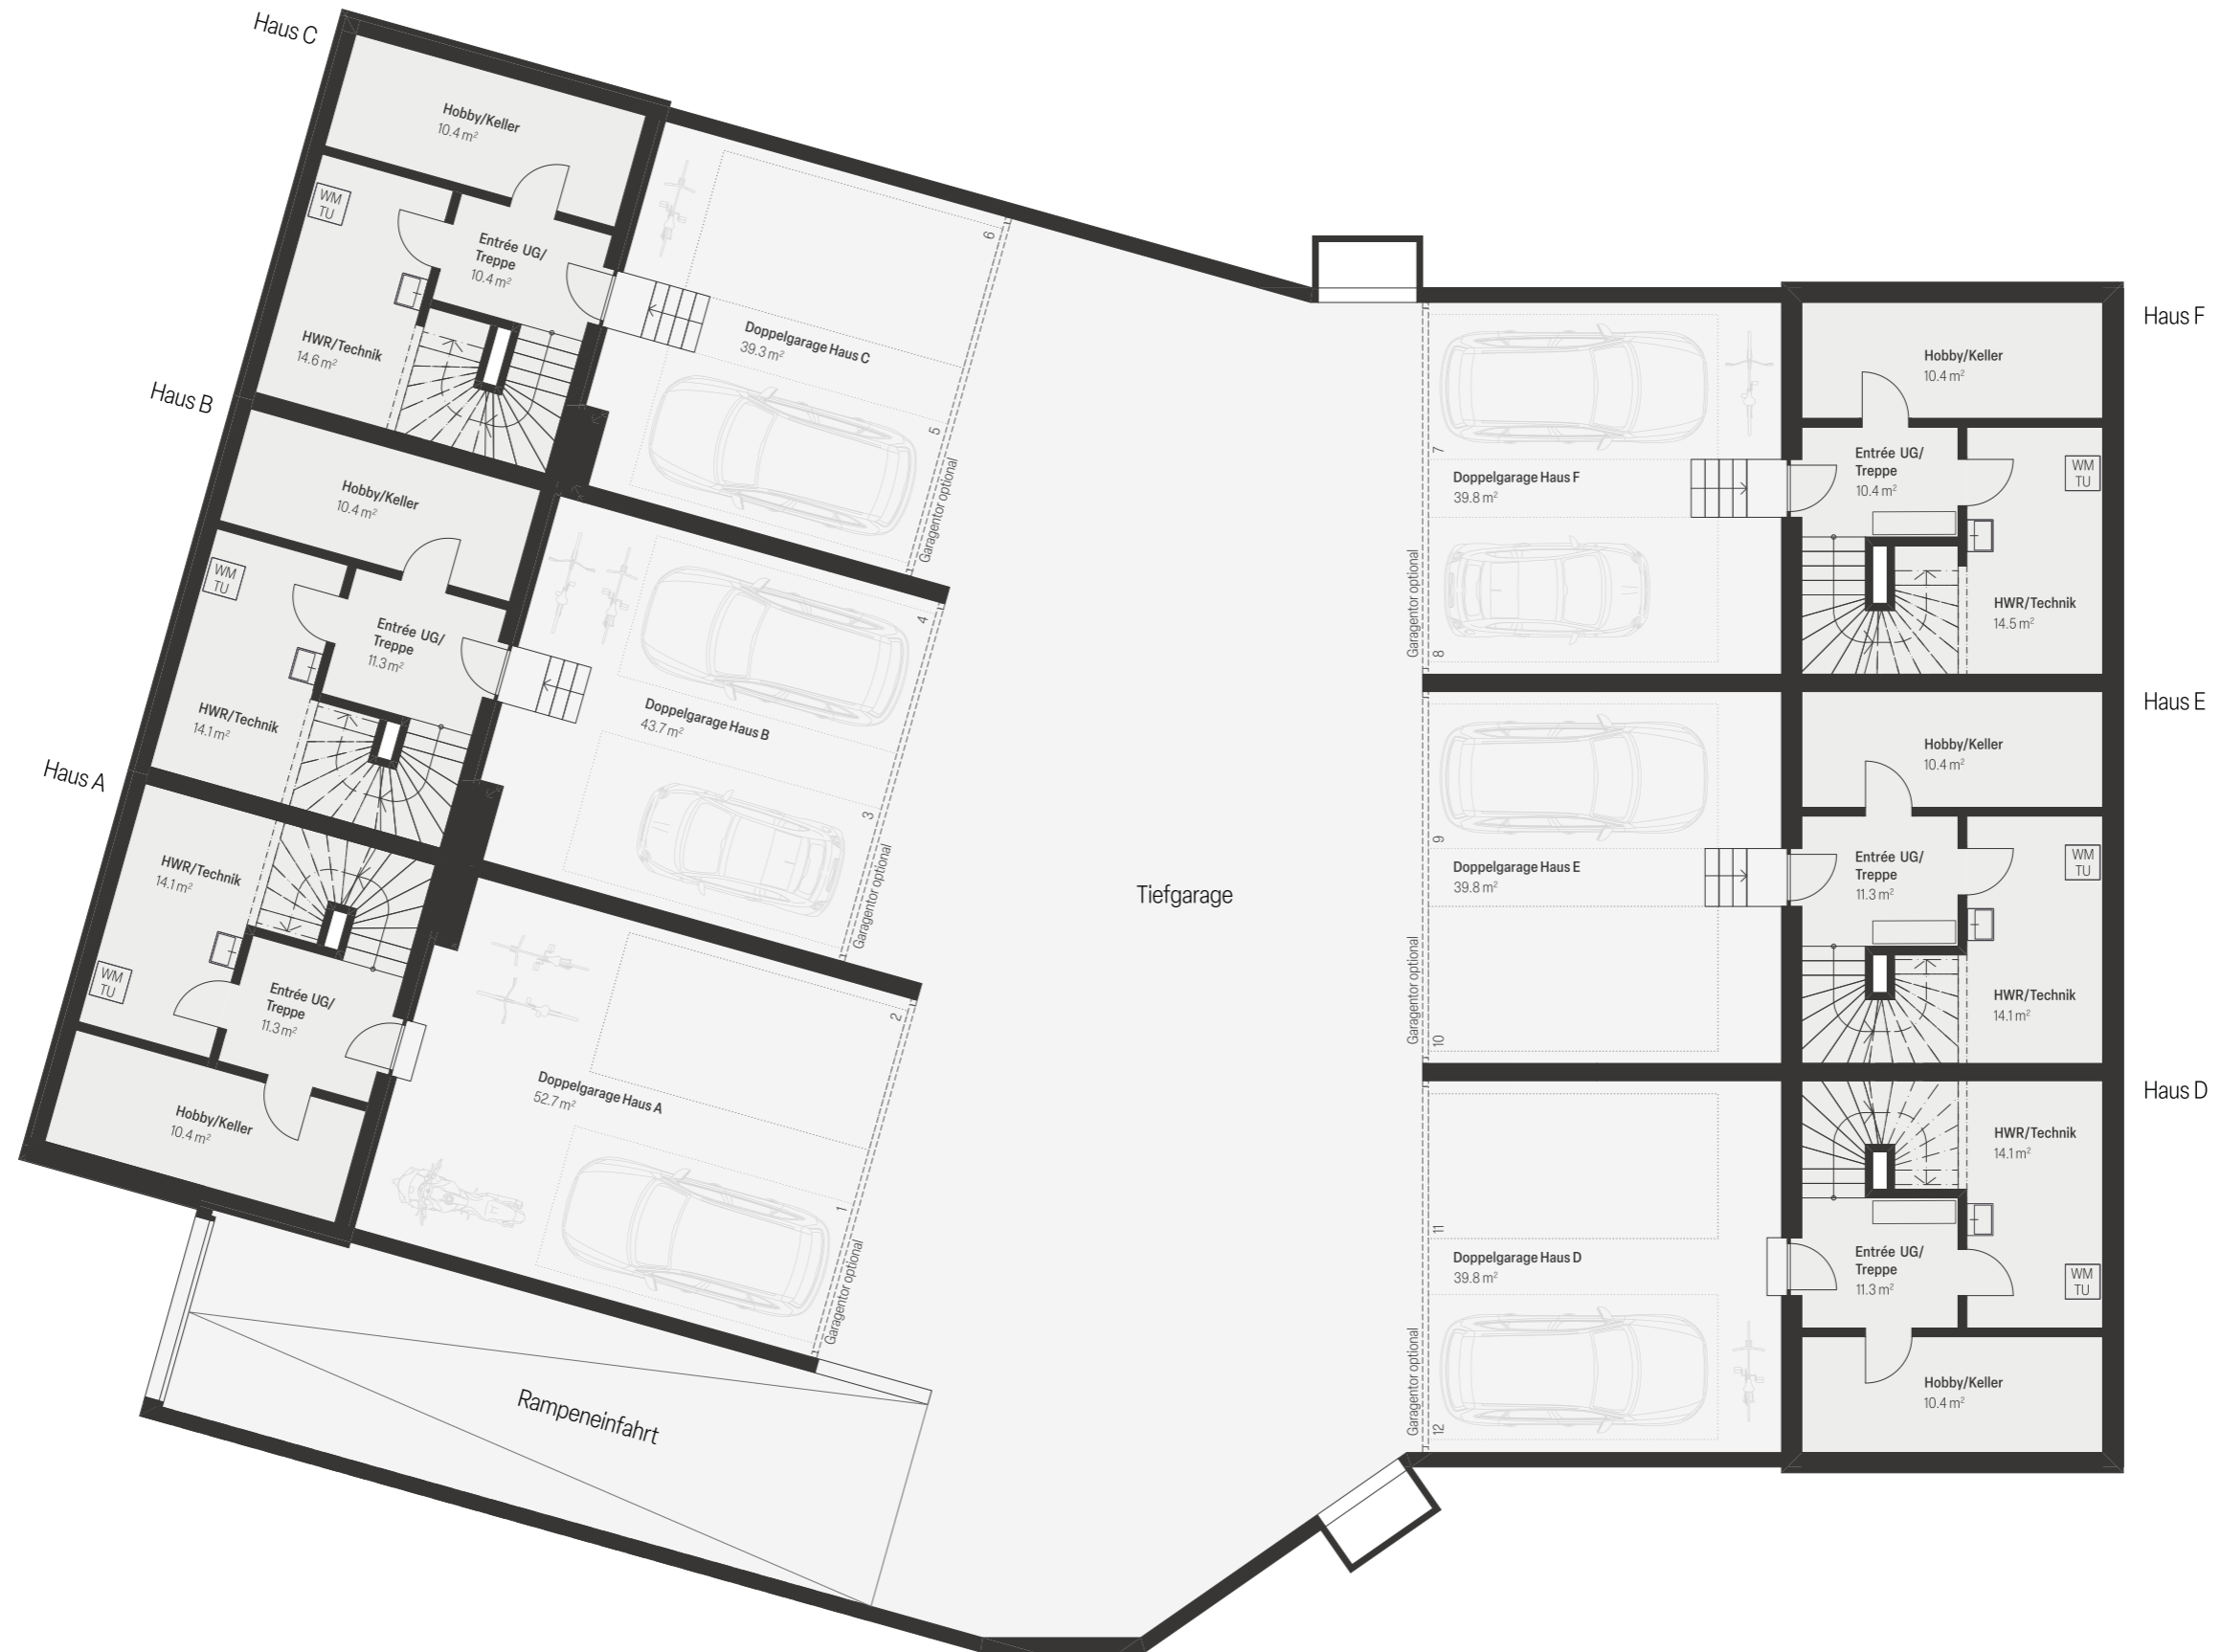 Haus C
Hobby/Keller
10.4 m²
WM
TU
Entrée UG/
Treppe
10.4 m²
HWR/Technik
14.6 m²
6
Doppelgarage Haus C
39.3 m²
5
Garagentor optional
Haus B
Hobby/Keller
10.4 m²
WM
TU
Entrée UG/
Treppe
11.3 m²
HWR/Technik
14.1 m²
4
Doppelgarage Haus B
43.7 m²
3
Garagentor optional
Haus A
HWR/Technik
14.1 m²
WM
TU
Entrée UG/
Treppe
11.3 m²
Hobby/Keller
10.4 m²
2
Doppelgarage Haus A
52.7 m²
1
Garagentor optional
Rampeneinfahrt
Tiefgarage
Haus F
Hobby/Keller
10.4 m²
Entrée UG/
Treppe
10.4 m²
WM
TU
HWR/Technik
14.5 m²
7
Doppelgarage Haus F
39.8 m²
8
Garagentor optional
Haus E
Hobby/Keller
10.4 m²
Entrée UG/
Treppe
11.3 m²
WM
TU
HWR/Technik
14.1 m²
9
Doppelgarage Haus E
39.8 m²
10
Garagentor optional
Haus D
HWR/Technik
14.1 m²
Entrée UG/
Treppe
11.3 m²
WM
TU
Hobby/Keller
10.4 m²
11
Doppelgarage Haus D
39.8 m²
12
Garagentor optional